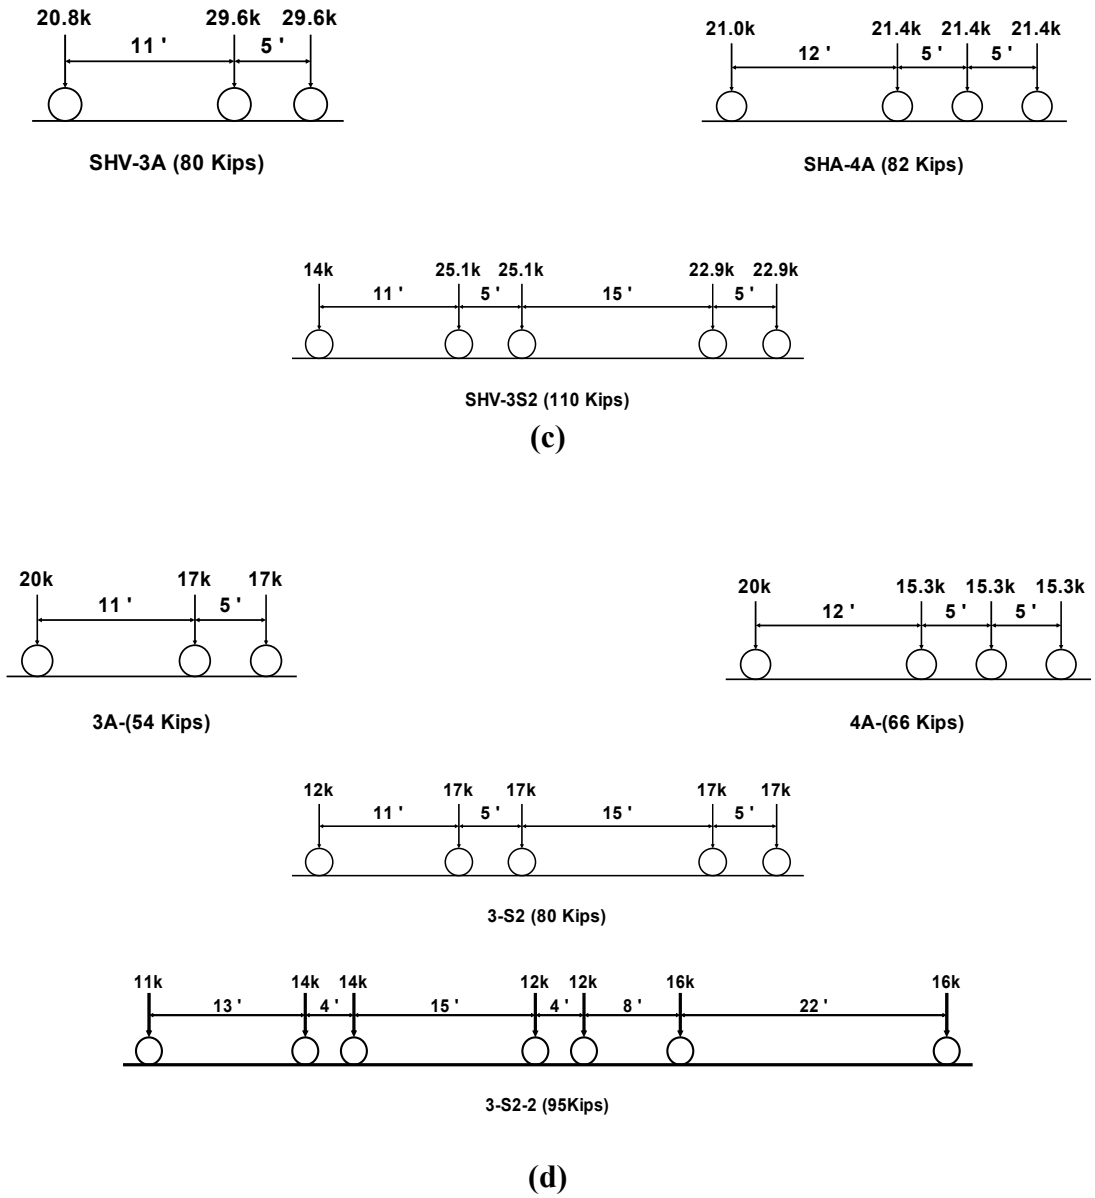 20.8k 29.6k 29.6k
11 ' 5 '
SHV-3A (80 Kips)
21.0k 21.4k 21.4k 21.4k
12 ' 5 ' 5 '
SHA-4A (82 Kips)
14k 25.1k 25.1k 22.9k 22.9k
11 ' 5 ' 15 ' 5 '
SHV-3S2 (110 Kips)
(c)
20k 17k 17k
11 ' 5 '
3A-(54 Kips)
20k 15.3k 15.3k 15.3k
12 ' 5 ' 5 '
4A-(66 Kips)
12k 17k 17k 17k 17k
11 ' 5 ' 15 ' 5 '
3-S2 (80 Kips)
11k 14k 14k 12k 12k 16k 16k
13 ' 4 ' 15 ' 4 ' 8 ' 22 '
3-S2-2 (95Kips)
(d)